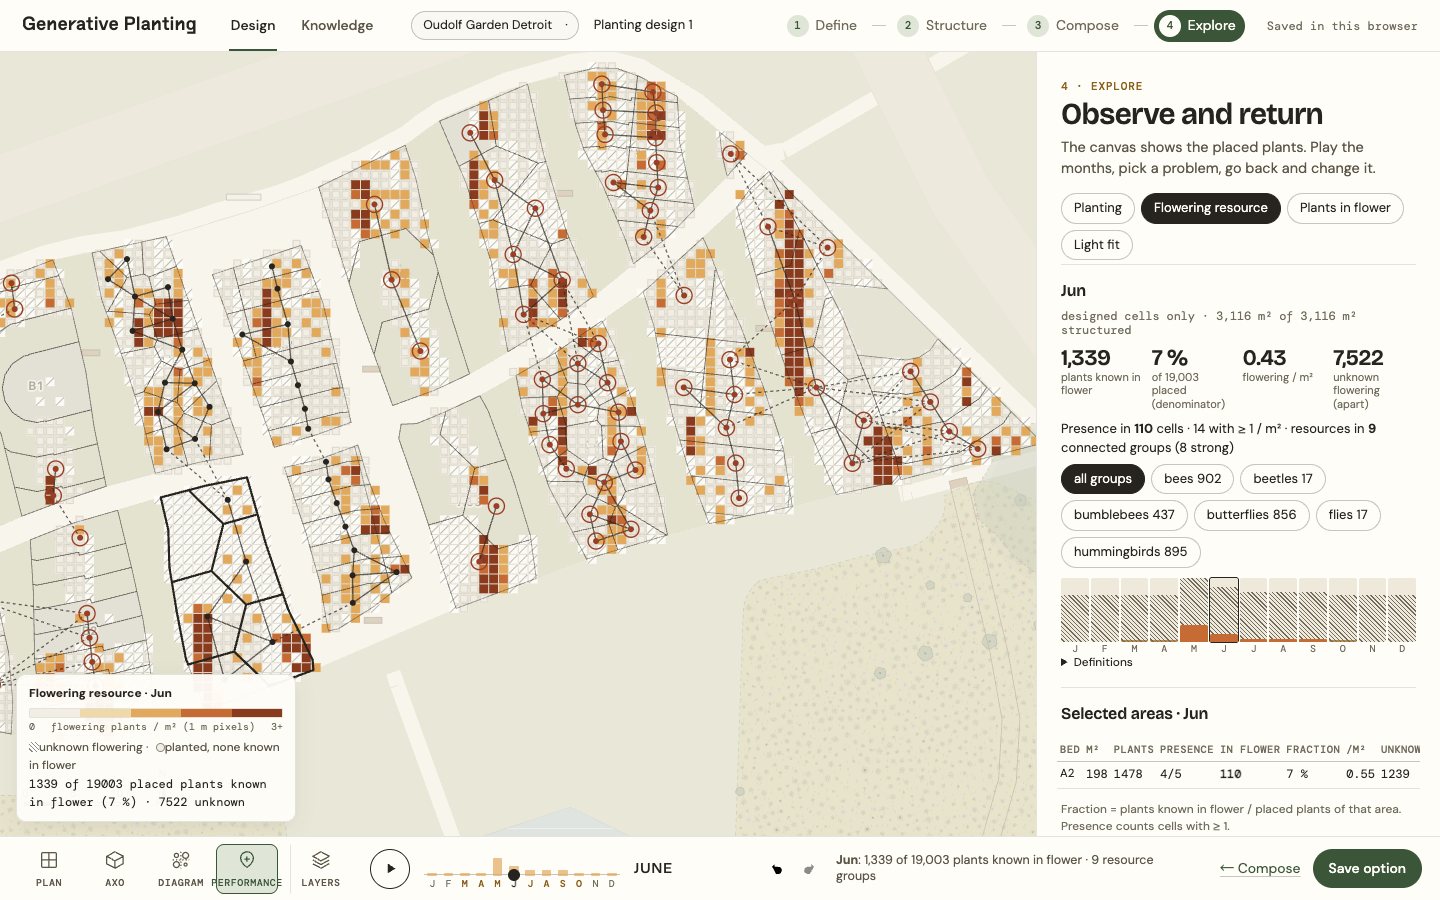 Generative Planting
Design
Knowledge
Oudolf Garden Detroit ·
Planting design 1
1 Define
2 Structure
3 Compose
4 Explore
Saved in this browser
B1
Flowering resource · Jun
0 flowering plants / m² (1 m pixels) 3+
unknown flowering · planted, none known
in flower
1339 of 19003 placed plants known
in flower (7 %) · 7522 unknown
4 · EXPLORE
Observe and return
The canvas shows the placed plants. Play the
months, pick a problem, go back and change it.
Planting
Flowering resource
Plants in flower
Light fit
Jun
designed cells only · 3,116 m² of 3,116 m²
structured
1,339 7 % 0.43 7,522
plants known in of 19,003 flowering / m² unknown
flower placed flowering
(denominator) (apart)
Presence in 110 cells · 14 with ≥ 1 / m² · resources in 9
connected groups (8 strong)
all groups
bees 902
beetles 17
bumblebees 437
butterflies 856
flies 17
hummingbirds 895
J F M A M J J A S O N D
▶ Definitions
Selected areas · Jun
BED M² PLANTS PRESENCE IN FLOWER FRACTION /M² UNKNOW
A2 198 1478 4/5 110 7 % 0.55 1239
Fraction = plants known in flower / placed plants of that area.
Presence counts cells with ≥ 1.
PLAN
AXO
DIAGRAM
PERFORMANCE
LAYERS
J F M A M J J A S O N D
JUNE
Jun: 1,339 of 19,003 plants known in flower · 9 resource
groups
← Compose
Save option